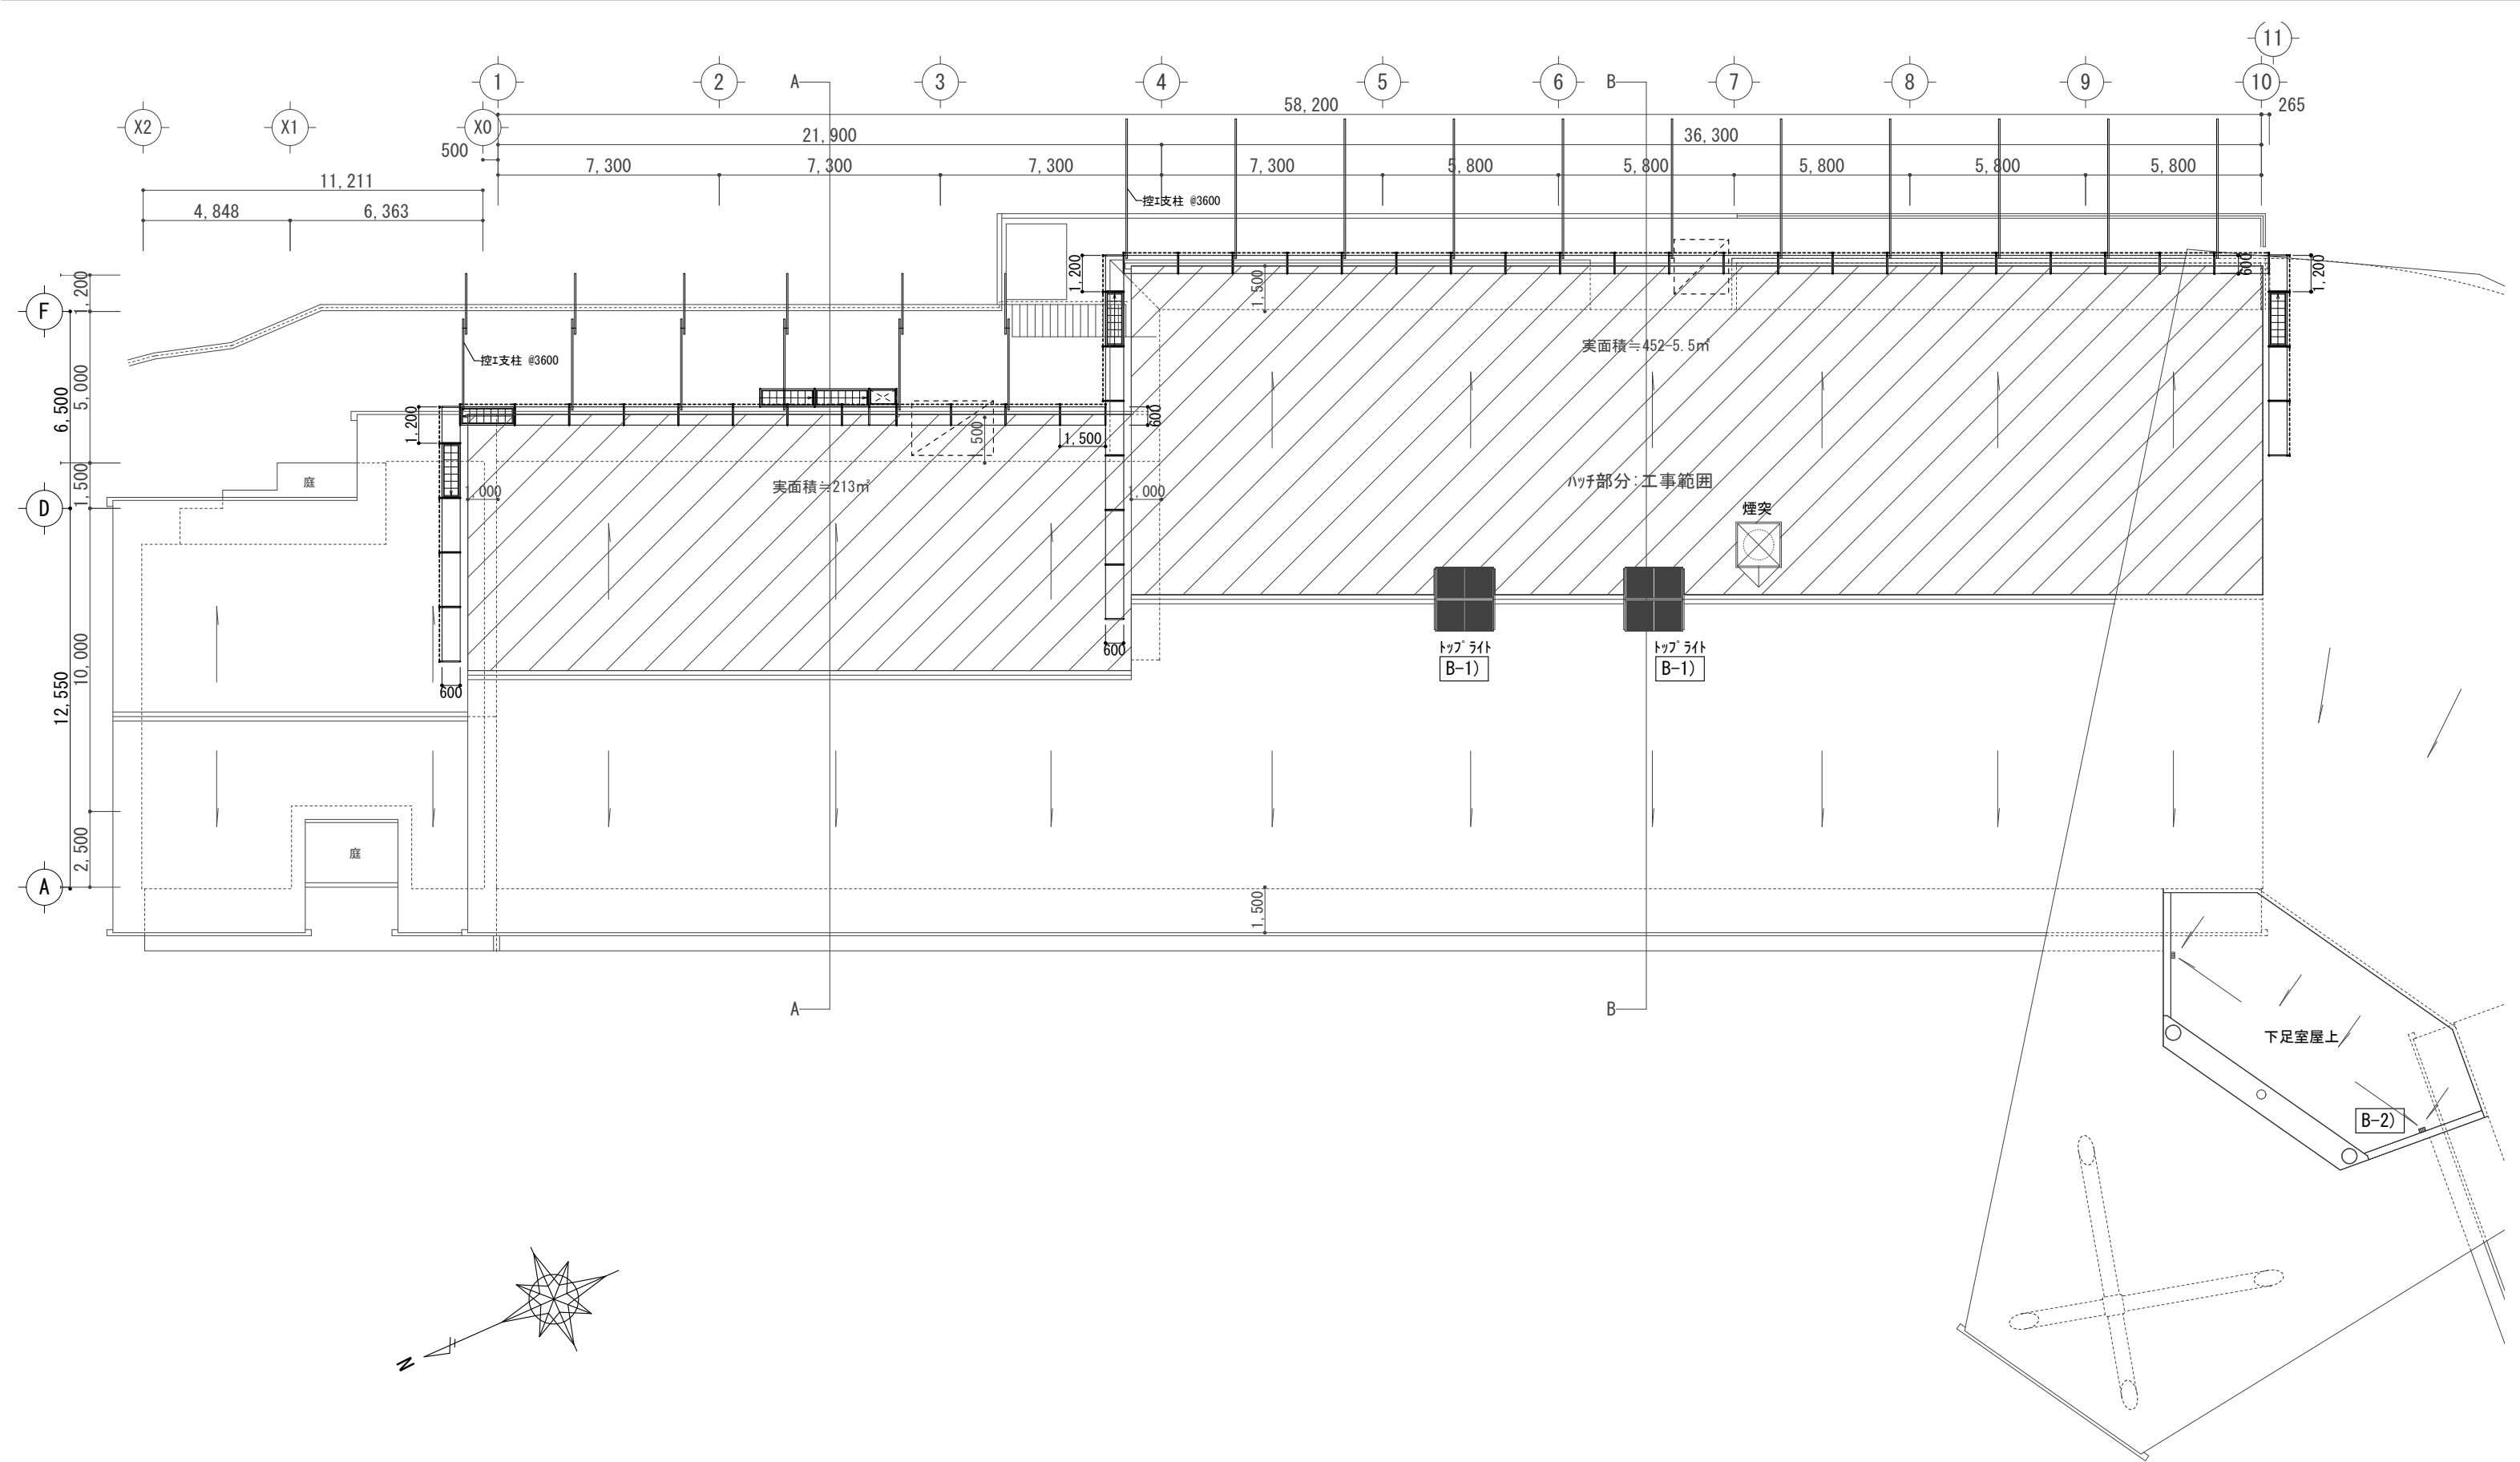 11
1 2 A 3 4 5 6 B 7 8 9 10
58,200 265
X2 X1 X0
21,900 36,300
500
7,300 7,300 7,300 7,300 5,800 5,800 5,800 5,800 5,800
11,211
控エ支柱 @3600
4,848 6,363
1,200 1,200 1,500 600 1,200
F
実面積≒452-5.5㎡
控エ支柱 @3600
6,500 5,000
1,200 600
500 1,500
庭 実面積≒213㎡ ハッチ部分:工事範囲
1,500 1,000 1,000
D 煙突
トップライト トップライト
600 B-1) B-1)
12,550 10,000
600
庭
2,500
A
1,500
A B
下足室屋上
B-2)
N